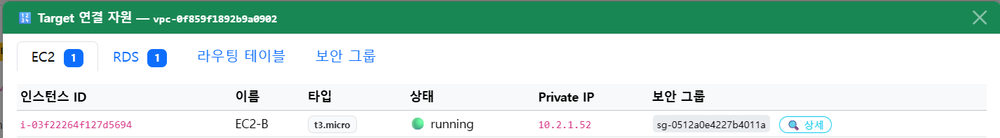 Target 연결 자원 — vpc-0f859f1892b9a0902
EC2 1 RDS 1 라우팅 테이블 보안 그룹
인스턴스 ID 이름 타입 상태 Private IP 보안 그룹
i-03f22264f127d5694 EC2-B t3.micro running 10.2.1.52 sg-0512a0e4227b4011a 상세